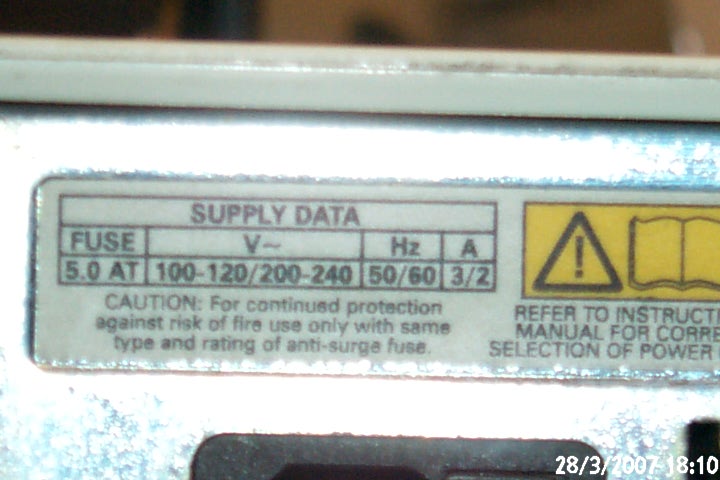 SUPPLY DATA
FUSE V~ Hz A
5.0 AT 100-120/200-240 50/60 3/2
CAUTION: For continued protection
against risk of fire use only with same
type and rating of anti-surge fuse.
REFER TO INSTRUCTI
MANUAL FOR CORRE
SELECTION OF POWER
28/3/2007 18:10